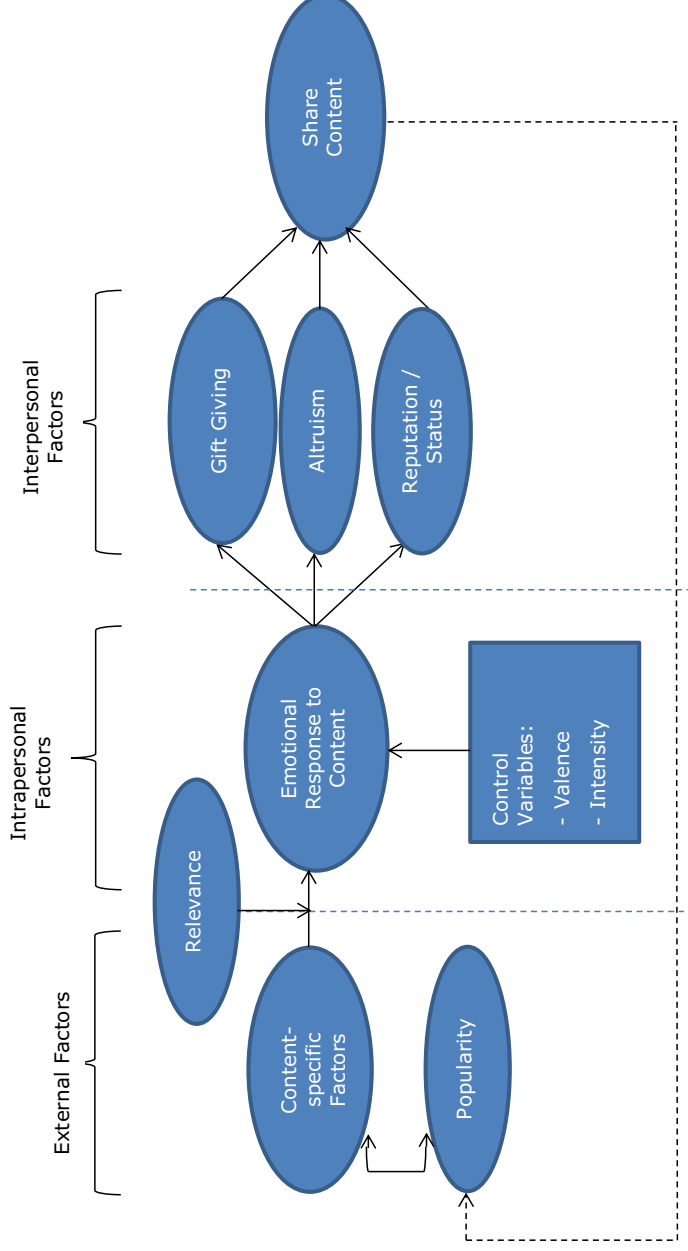 External Factors
Intrapersonal
Factors
Interpersonal
Factors
Relevance
Content-
specific
Factors
Popularity
Emotional
Response to
Content
Control
Variables:
- Valence
- Intensity
Gift Giving
Altruism
Reputation /
Status
Share
Content